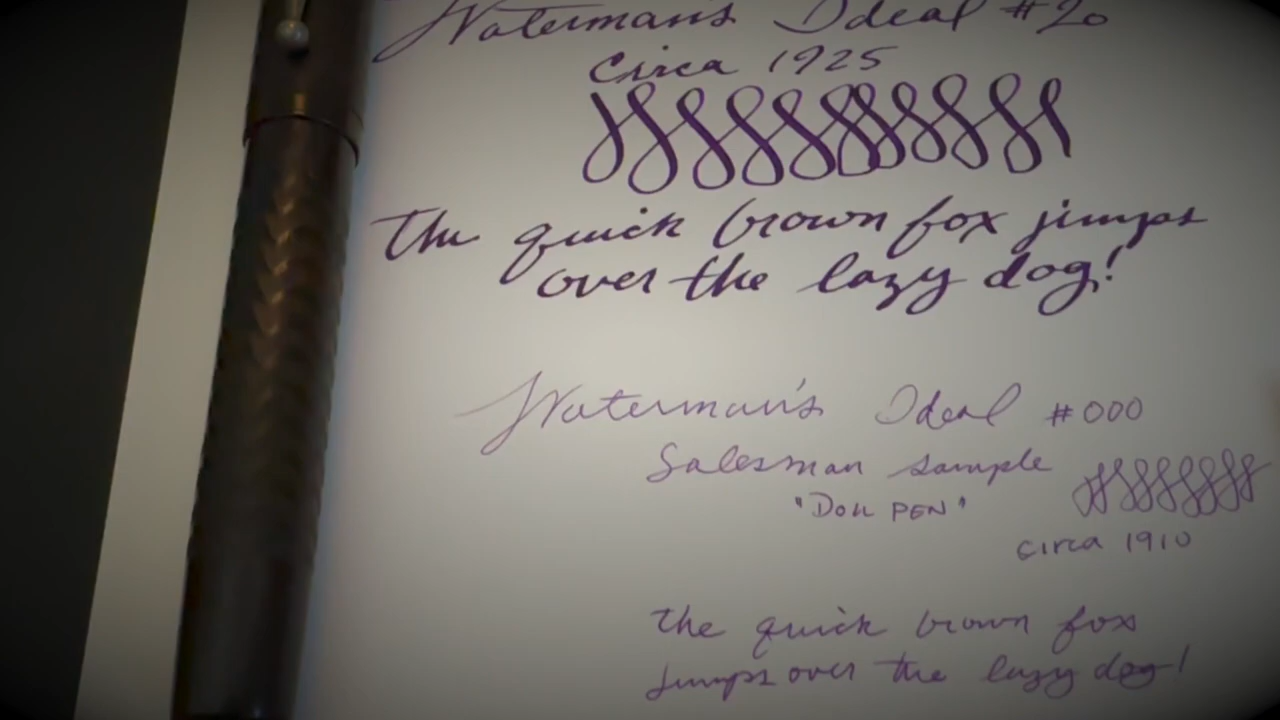 Waterman's Ideal #20
Circa 1925
The quick brown fox jumps
over the lazy dog!
Waterman's Ideal #000
Salesman sample
"Doll PEN"
circa 1910
The quick brown fox
jumps over the lazy dog!